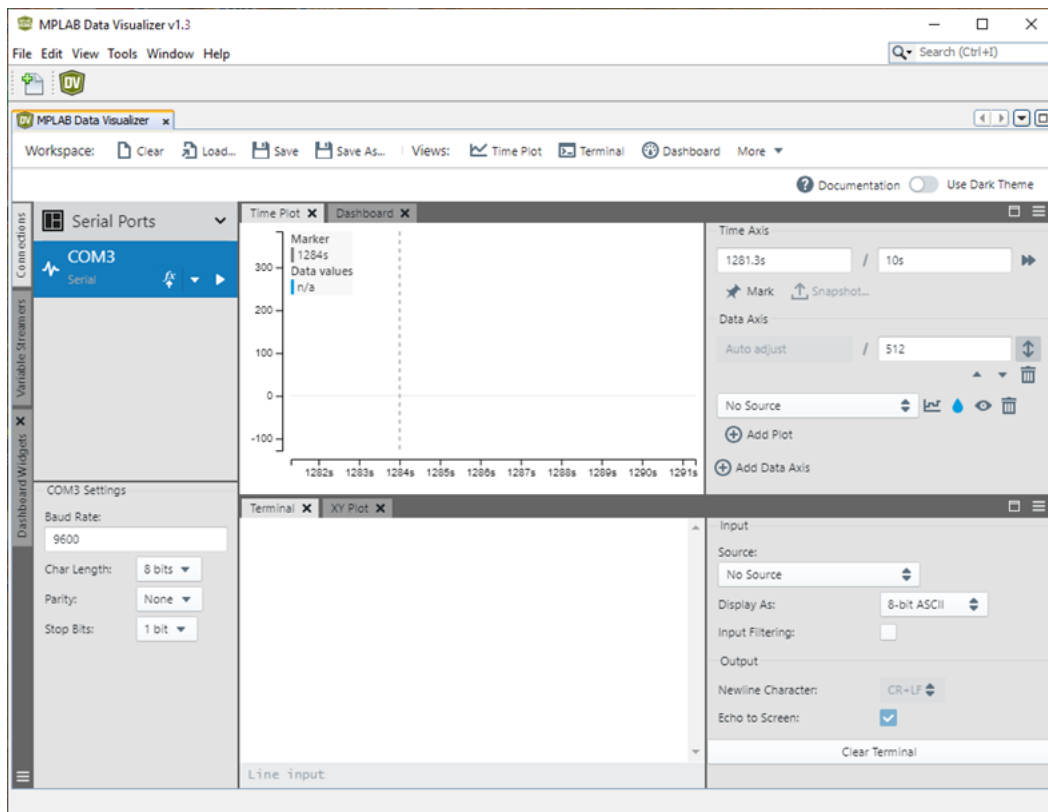 MPLAB Data Visualizer v1.3
File Edit View Tools Window Help
Search (Ctrl+I)
DV
DV MPLAB Data Visualizer x
Workspace: Clear Load... Save Save As... Views: Time Plot Terminal Dashboard More
Documentation Use Dark Theme
Connections
Variable Streamers
Dashboard Widgets
Serial Ports
COM3
Serial
fx
COM3 Settings
Baud Rate:
9600
Char Length: 8 bits
Parity: None
Stop Bits: 1 bit
Time Plot Dashboard
Marker
1284s
Data values
n/a
300
200
100
0
-100
1282s 1283s 1284s 1285s 1286s 1287s 1288s 1289s 1290s 1291s
Time Axis
1281.3s / 10s
Mark Snapshot...
Data Axis
Auto adjust / 512
No Source
Add Plot
Add Data Axis
Terminal XY Plot
Line input
Input
Source:
No Source
Display As: 8-bit ASCII
Input Filtering:
Output
Newline Character: CR+LF
Echo to Screen:
Clear Terminal